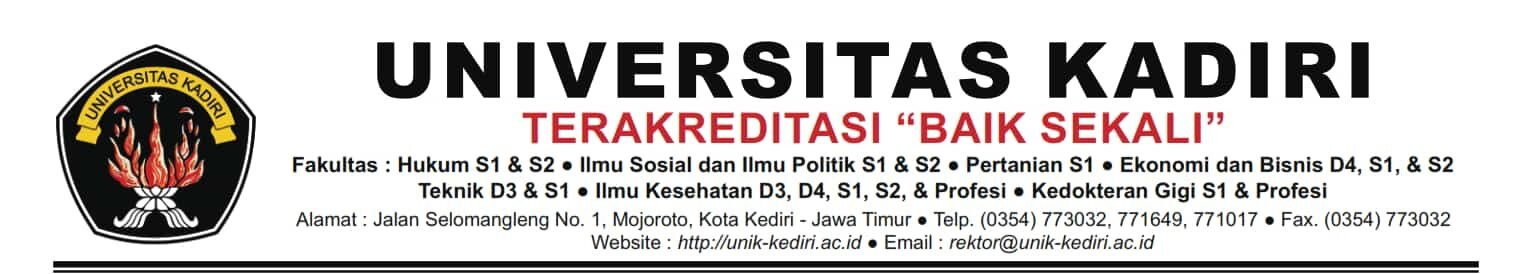 UNIVERSITAS KADIRI
UNIVERSITAS KADIRI
TERAKREDITASI “BAIK SEKALI”
Fakultas : Hukum S1 & S2 ● Ilmu Sosial dan Ilmu Politik S1 & S2 ● Pertanian S1 ● Ekonomi dan Bisnis D4, S1, & S2
Teknik D3 & S1 ● Ilmu Kesehatan D3, D4, S1, S2, & Profesi ● Kedokteran Gigi S1 & Profesi
Alamat : Jalan Selomangleng No. 1, Mojoroto, Kota Kediri - Jawa Timur ● Telp. (0354) 773032, 771649, 771017 ● Fax. (0354) 773032
Website : http://unik-kediri.ac.id ● Email : rektor@unik-kediri.ac.id